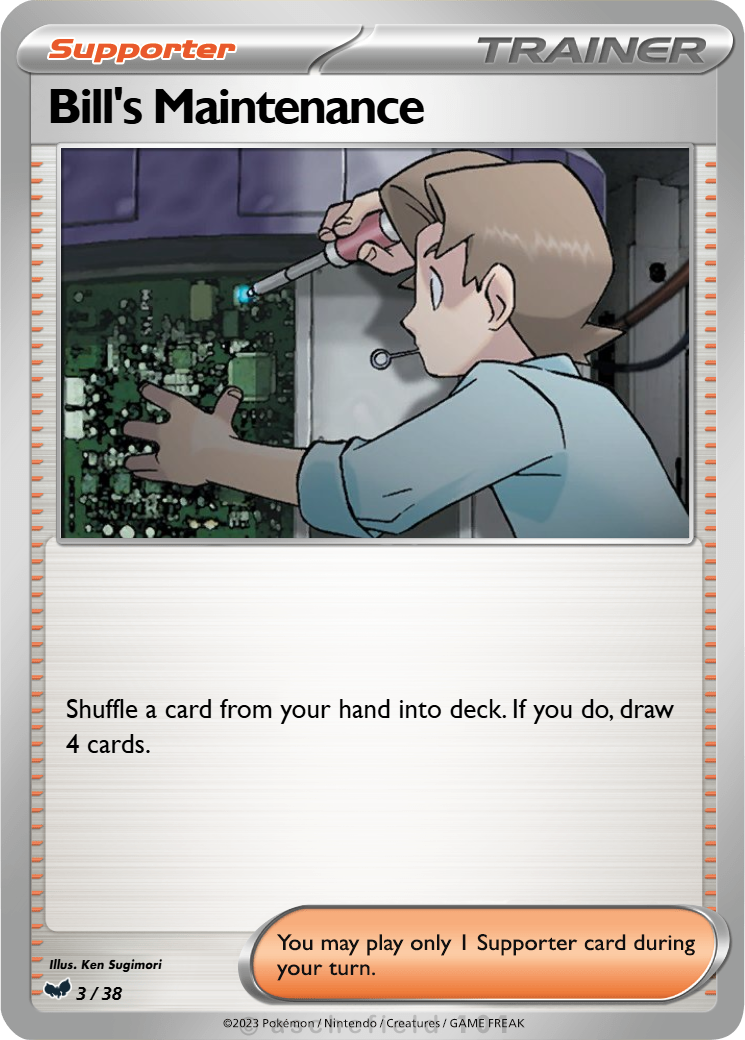 Supporter
TRAINER
Bill's Maintenance
Shuffle a card from your hand into deck. If you do, draw
4 cards.
You may play only 1 Supporter card during
your turn.
Illus. Ken Sugimori
3 / 38
©2023 Pokémon / Nintendo / Creatures / GAME FREAK